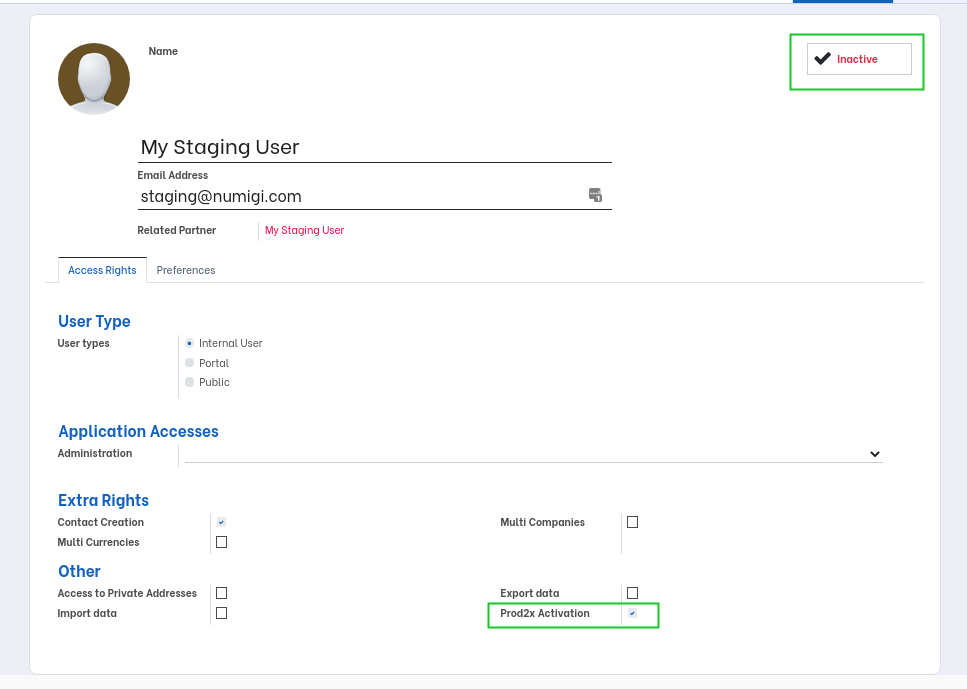 Name
Inactive
My Staging User
Email Address
staging@numigi.com
Related Partner My Staging User
Access Rights Preferences
User Type
User types Internal User
Portal
Public
Application Accesses
Administration
Extra Rights
Contact Creation Multi Companies
Multi Currencies
Other
Access to Private Addresses Export data
Import data Prod2x Activation